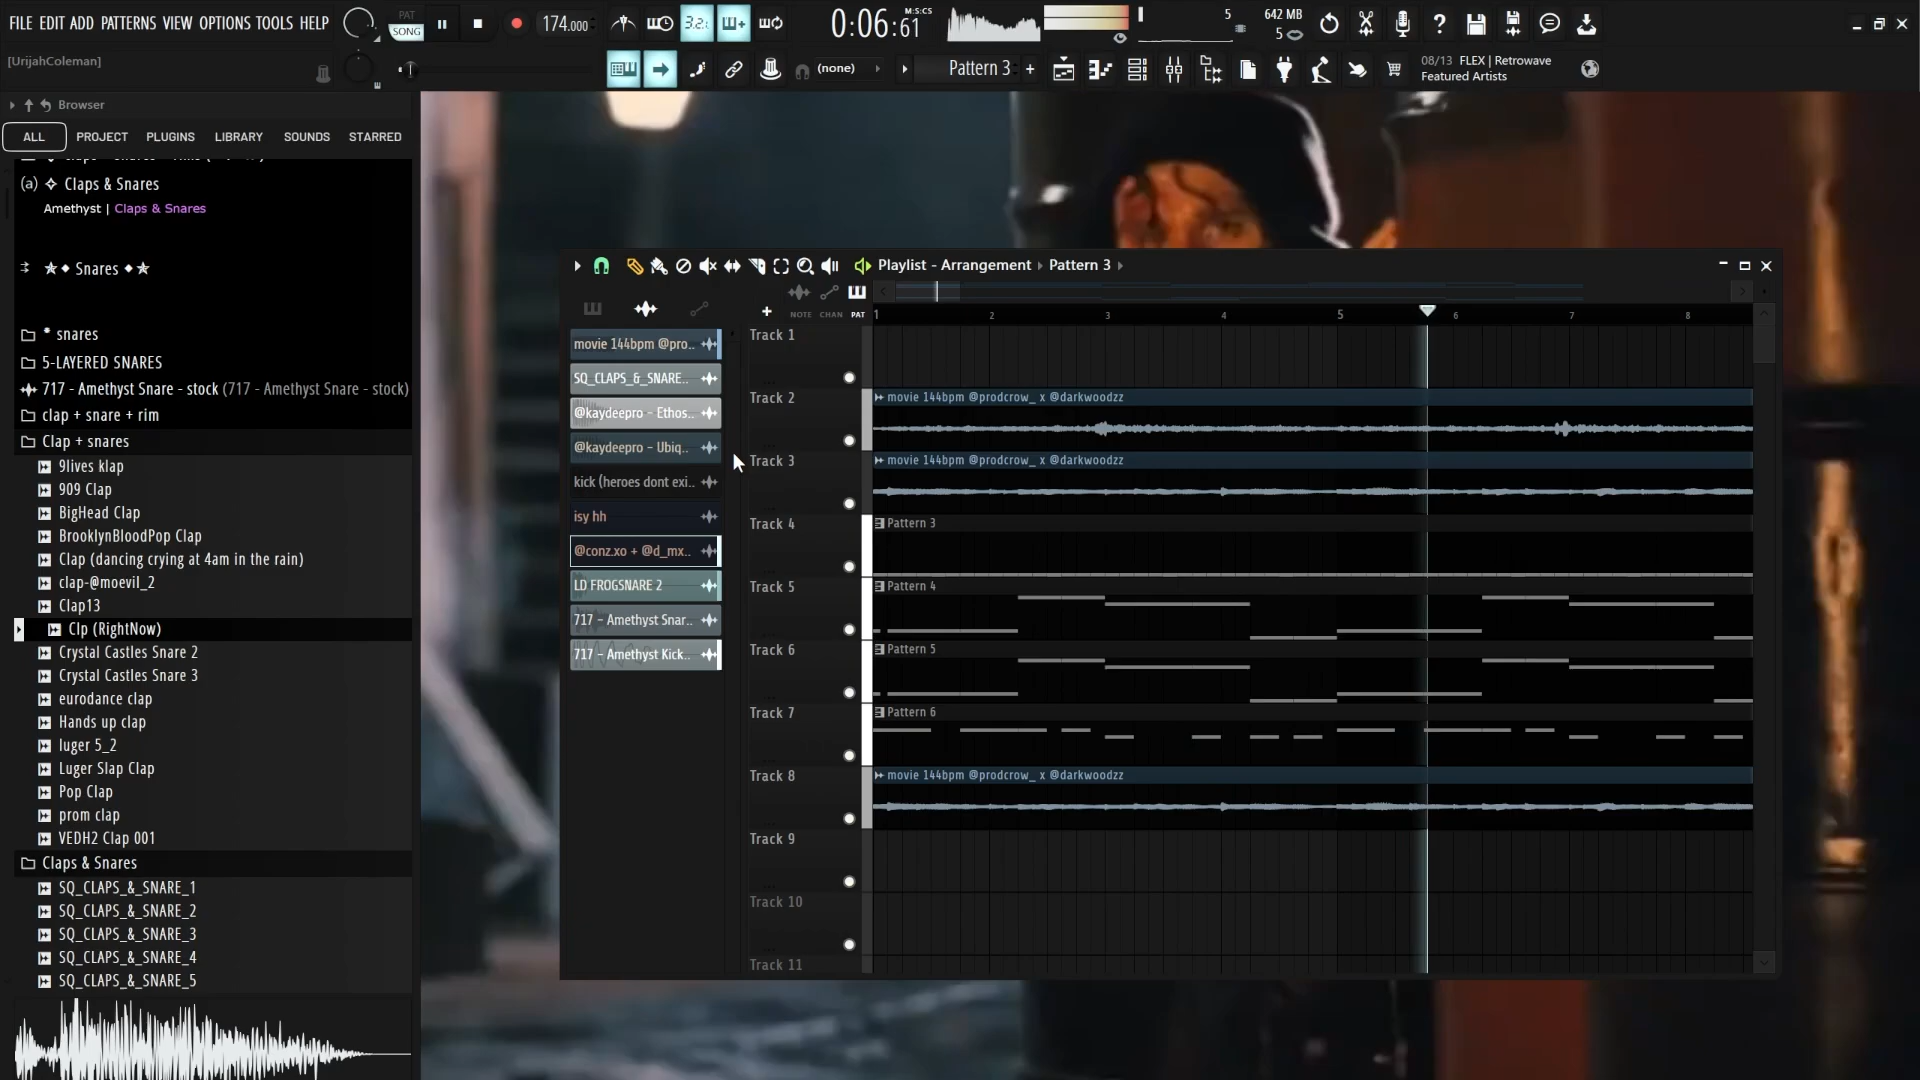 FILE EDIT ADD PATTERNS VIEW OPTIONS TOOLS HELP
PAT
SONG
174.000
3.2.
0:06:61
M:S:CS
5
642 MB
5
[UrijahColeman]
(none)
Pattern 3
08/13 FLEX | Retrowave
Featured Artists
Browser
ALL
PROJECT
PLUGINS
LIBRARY
SOUNDS
STARRED
(a) ✧ Claps & Snares
Amethyst | Claps & Snares
★◆ Snares ◆★
* snares
5-LAYERED SNARES
717 - Amethyst Snare - stock (717 - Amethyst Snare - stock)
clap + snare + rim
Clap + snares
9lives klap
909 Clap
BigHead Clap
BrooklynBloodPop Clap
Clap (dancing crying at 4am in the rain)
clap-@moevil_2
Clap13
Clp (RightNow)
Crystal Castles Snare 2
Crystal Castles Snare 3
eurodance clap
Hands up clap
luger 5_2
Luger Slap Clap
Pop Clap
prom clap
VEDH2 Clap 001
Claps & Snares
SQ_CLAPS_&_SNARE_1
SQ_CLAPS_&_SNARE_2
SQ_CLAPS_&_SNARE_3
SQ_CLAPS_&_SNARE_4
SQ_CLAPS_&_SNARE_5
Playlist - Arrangement › Pattern 3 ›
NOTE CHAN PAT
1 2 3 4 5 6 7 8
movie 144bpm @pro..
SQ_CLAPS_&_SNARE..
@kaydeepro - Ethos..
@kaydeepro - Ubiq..
kick (heroes dont exi..
isy hh
@conz.xo + @d_mx..
LD FROGSNARE 2
717 - Amethyst Snar..
717 - Amethyst Kick..
Track 1
Track 2
movie 144bpm @prodcrow_ x @darkwoodzz
Track 3
movie 144bpm @prodcrow_ x @darkwoodzz
Track 4
Pattern 3
Track 5
Pattern 4
Track 6
Pattern 5
Track 7
Pattern 6
Track 8
movie 144bpm @prodcrow_ x @darkwoodzz
Track 9
Track 10
Track 11